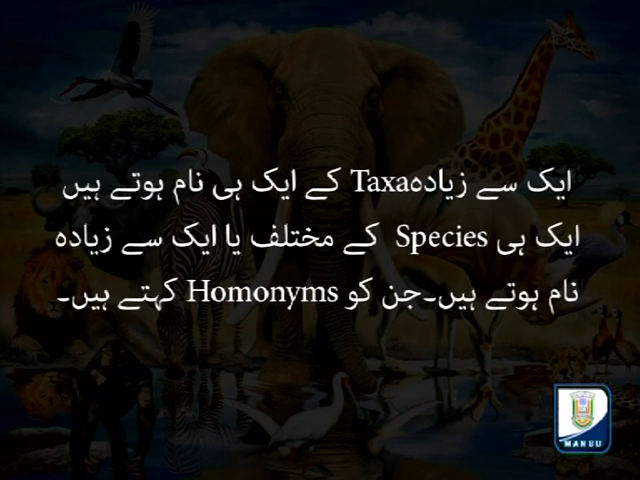 ایک سے زیادہTaxa کے ایک ہی نام ہوتے ہیں
ایک ہی Species کے مختلف یا ایک سے زیادہ
نام ہوتے ہیں۔جن کو Homonyms کہتے ہیں۔
MANUU